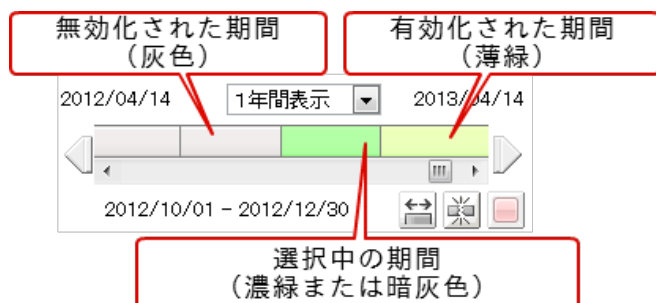 無効化された期間
（灰色）
有効化された期間
（薄緑）
2012/04/14
1年間表示
2013/04/14
2012/10/01 - 2012/12/30
選択中の期間
（濃緑または暗灰色）